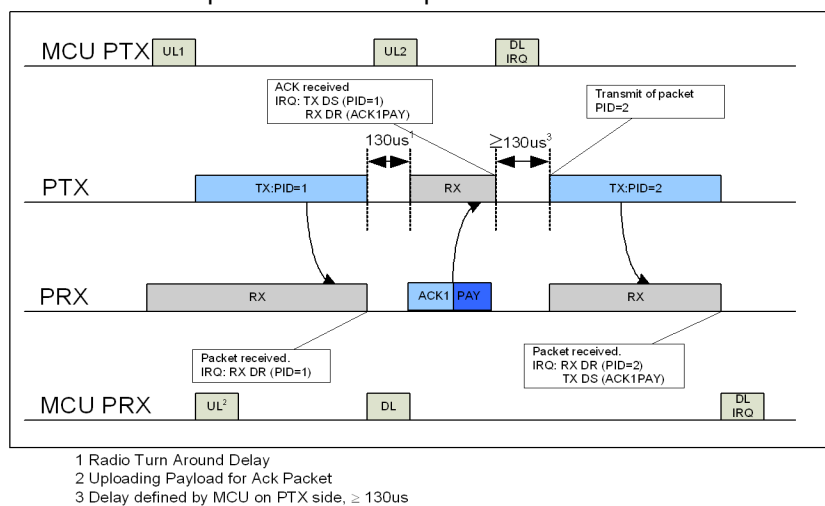 MCU PTX
UL1
UL2
DL
IRQ
ACK received
IRQ: TX DS (PID=1)
RX DR (ACK1PAY)
Transmit of packet
PID=2
130us1
≥130us3
PTX
TX:PID=1
RX
TX:PID=2
PRX
RX
ACK1
PAY
RX
Packet received.
IRQ: RX DR (PID=1)
Packet received.
IRQ: RX DR (PID=2)
TX DS (ACK1PAY)
MCU PRX
UL2
DL
DL
IRQ
1 Radio Turn Around Delay
2 Uploading Payload for Ack Packet
3 Delay defined by MCU on PTX side, ≥ 130us